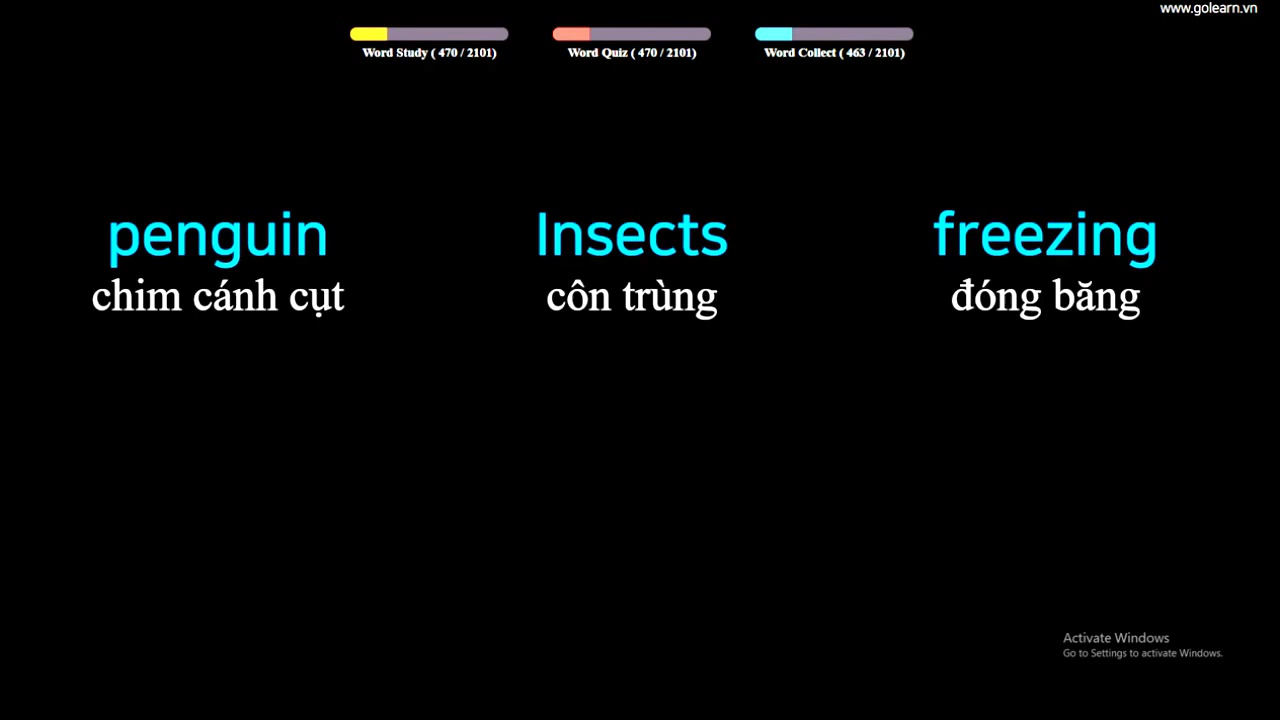 www.golearn.vn
Word Study ( 470 / 2101)
Word Quiz ( 470 / 2101)
Word Collect ( 463 / 2101)
penguin
chim cánh cụt
Insects
côn trùng
freezing
đóng băng
Activate Windows
Go to Settings to activate Windows.